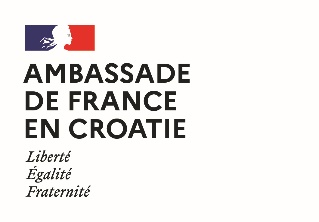 AMBASSADE
DE FRANCE
EN CROATIE
Liberté
Égalité
Fraternité